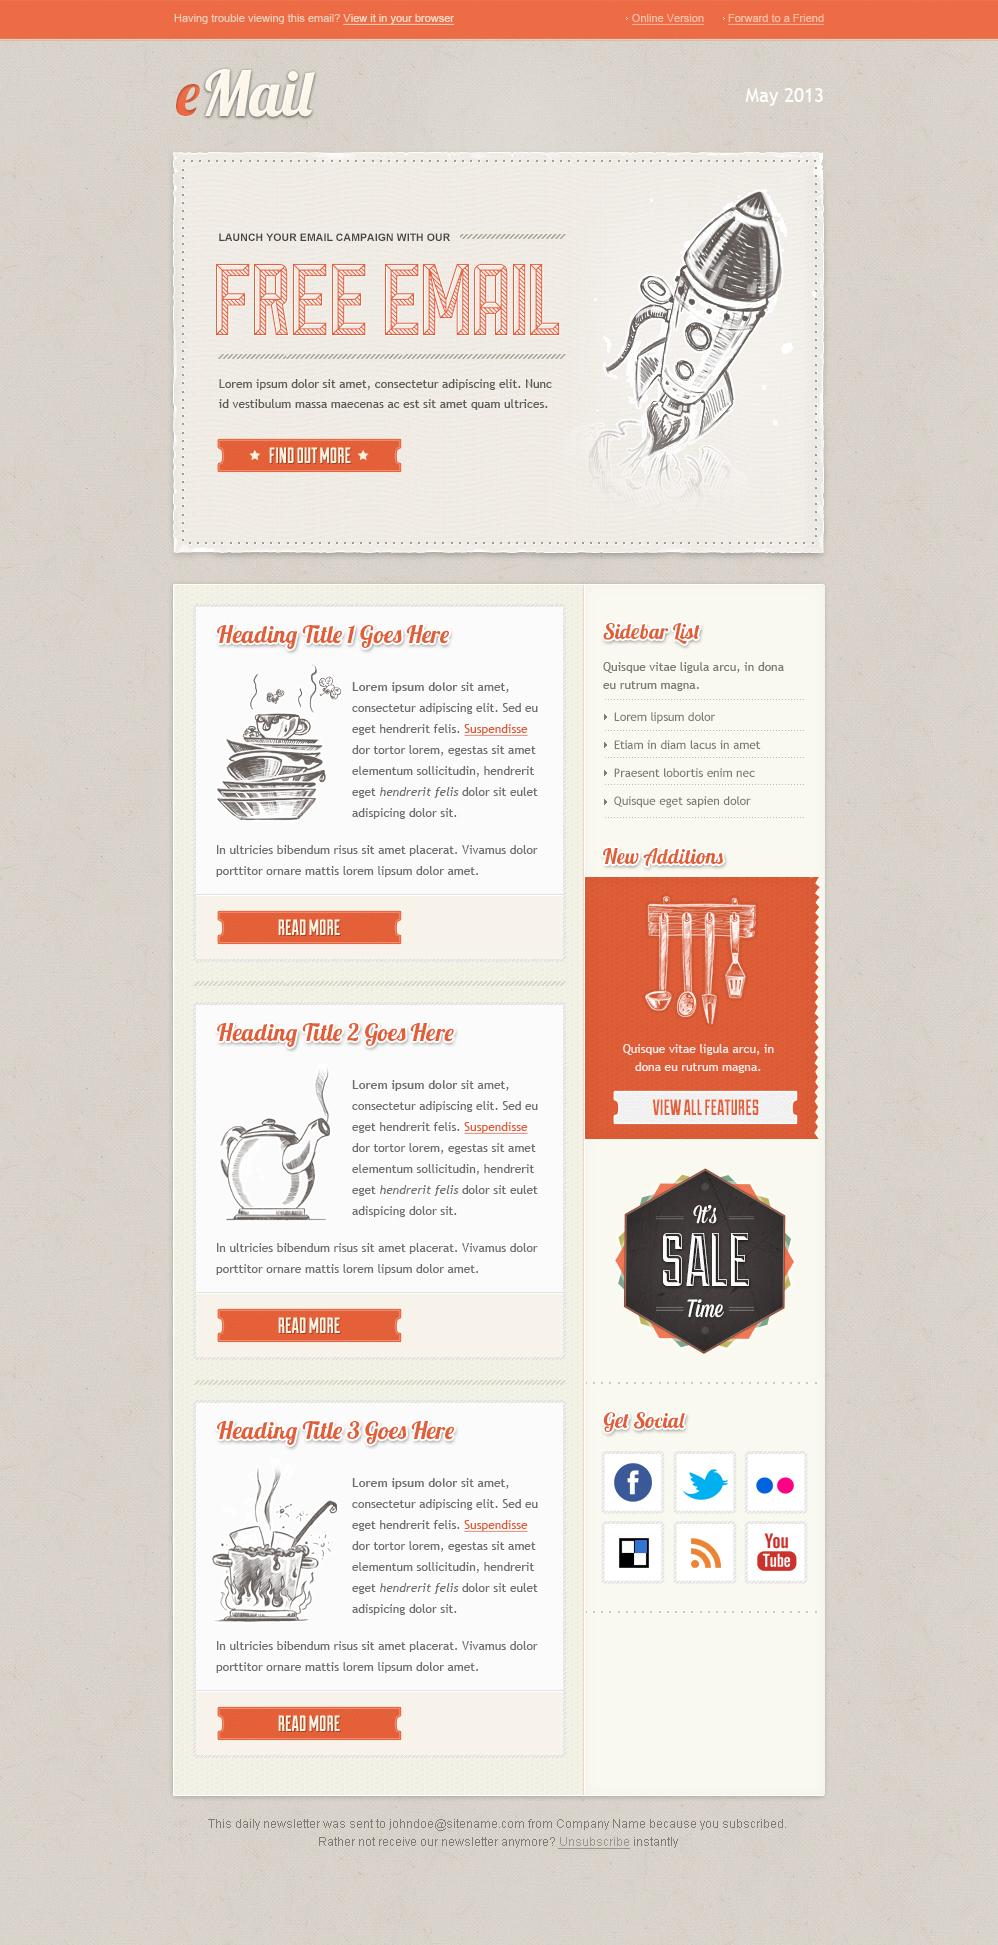 Having trouble viewing this email? View it in your browser
Online Version
Forward to a Friend
eMail
May 2013
LAUNCH YOUR EMAIL CAMPAIGN WITH OUR
FREE EMAIL
Lorem ipsum dolor sit amet, consectetur adipiscing elit. Nunc
id vestibulum massa maecenas ac est sit amet quam ultrices.
FIND OUT MORE
Heading Title 1 Goes Here
Lorem ipsum dolor sit amet,
consectetur adipiscing elit. Sed eu
eget hendrerit felis. Suspendisse
dor tortor lorem, egestas sit amet
elementum sollicitudin, hendrerit
eget hendrerit felis dolor sit eulet
adispicing dolor sit.
In ultricies bibendum risus sit amet placerat. Vivamus dolor
porttitor ornare mattis lorem lipsum dolor amet.
READ MORE
Heading Title 2 Goes Here
Lorem ipsum dolor sit amet,
consectetur adipiscing elit. Sed eu
eget hendrerit felis. Suspendisse
dor tortor lorem, egestas sit amet
elementum sollicitudin, hendrerit
eget hendrerit felis dolor sit eulet
adispicing dolor sit.
In ultricies bibendum risus sit amet placerat. Vivamus dolor
porttitor ornare mattis lorem lipsum dolor amet.
READ MORE
Heading Title 3 Goes Here
Lorem ipsum dolor sit amet,
consectetur adipiscing elit. Sed eu
eget hendrerit felis. Suspendisse
dor tortor lorem, egestas sit amet
elementum sollicitudin, hendrerit
eget hendrerit felis dolor sit eulet
adispicing dolor sit.
In ultricies bibendum risus sit amet placerat. Vivamus dolor
porttitor ornare mattis lorem lipsum dolor amet.
READ MORE
Sidebar List
Quisque vitae ligula arcu, in dona
eu rutrum magna.
Lorem lipsum dolor
Etiam in diam lacus in amet
Praesent lobortis enim nec
Quisque eget sapien dolor
New Additions
Quisque vitae ligula arcu, in
dona eu rutrum magna.
VIEW ALL FEATURES
It's
SALE
Time
Get Social
f
You
Tube
This daily newsletter was sent to johndoe@sitename.com from Company Name because you subscribed.
Rather not receive our newsletter anymore? Unsubscribe instantly